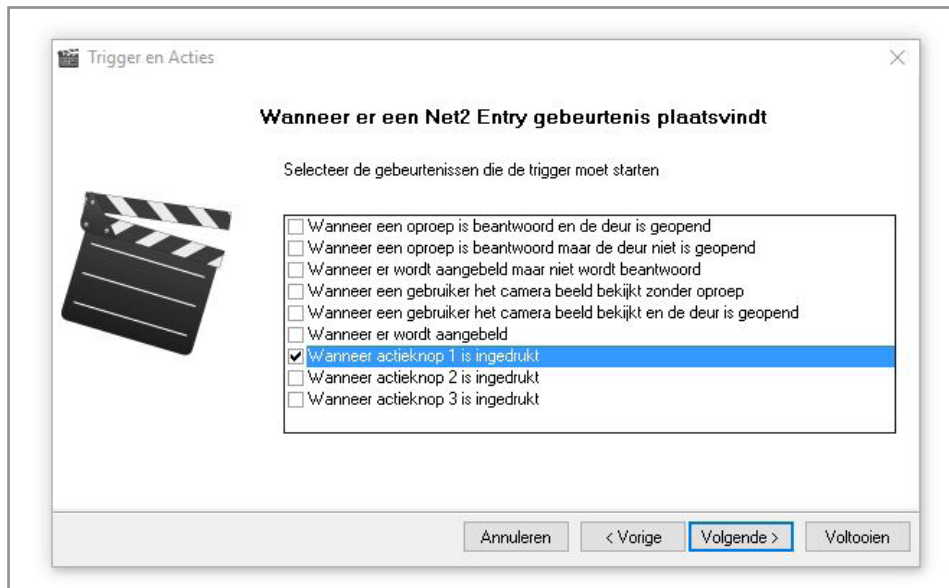 Trigger en Acties
Wanneer er een Net2 Entry gebeurtenis plaatsvindt
Selecteer de gebeurtenissen die de trigger moet starten
Wanneer een oproep is beantwoord en de deur is geopend
Wanneer een oproep is beantwoord maar de deur niet is geopend
Wanneer er wordt aangebeld maar niet wordt beantwoord
Wanneer een gebruiker het camera beeld bekijkt zonder oproep
Wanneer een gebruiker het camera beeld bekijkt en de deur is geopend
Wanneer er wordt aangebeld
Wanneer actieknop 1 is ingedrukt
Wanneer actieknop 2 is ingedrukt
Wanneer actieknop 3 is ingedrukt
Annuleren < Vorige Volgende > Voltooien